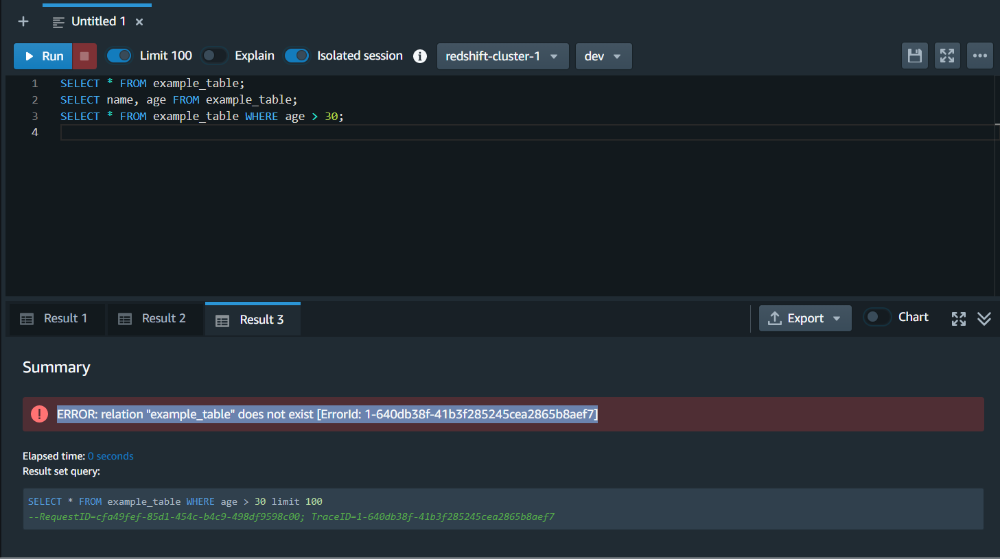 Untitled 1
Run
Limit 100
Explain
Isolated session
redshift-cluster-1
dev
1 SELECT * FROM example_table;
2 SELECT name, age FROM example_table;
3 SELECT * FROM example_table WHERE age > 30;
4
Result 1
Result 2
Result 3
Export
Chart
Summary
ERROR: relation "example_table" does not exist [ErrorId: 1-640db38f-41b3f285245cea2865b8aef7]
Elapsed time: 0 seconds
Result set query:
SELECT * FROM example_table WHERE age > 30 limit 100
--RequestID=cfa49fef-85d1-454c-b4c9-498df9598c00; TraceID=1-640db38f-41b3f285245cea2865b8aef7